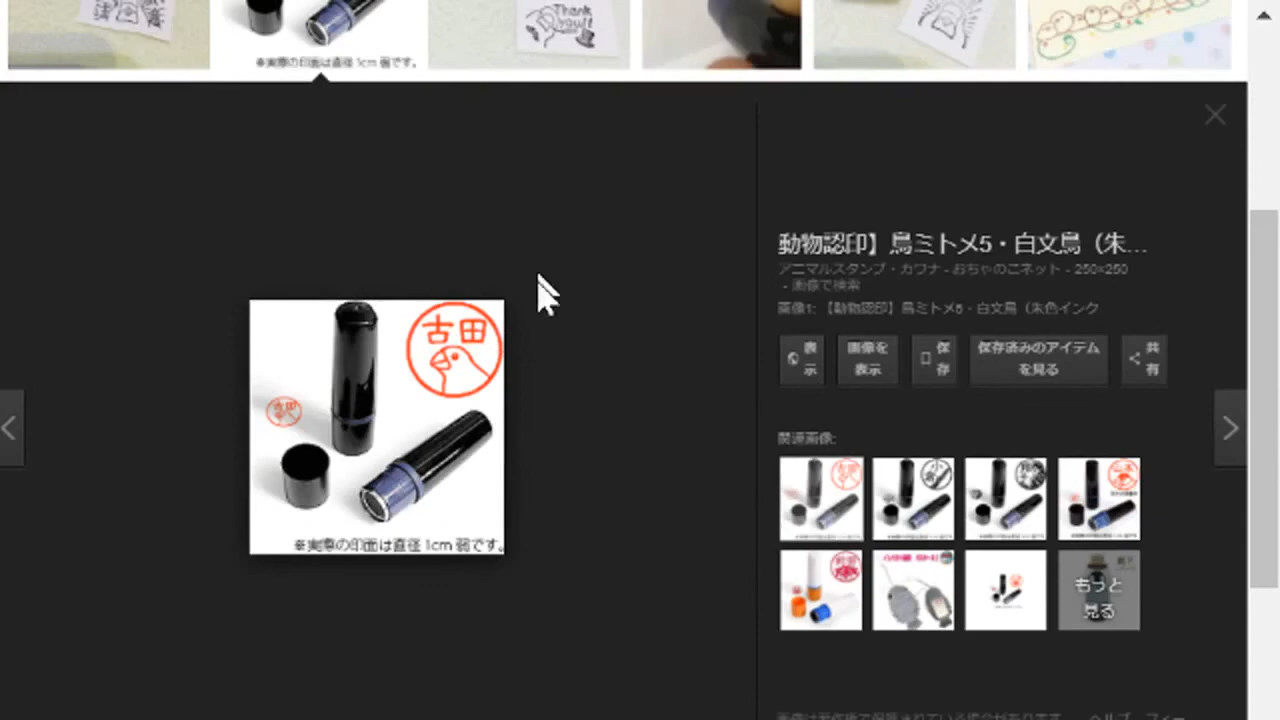 Thank
you!!
※実際の印面は直径 1cm 弱です。
動物認印】鳥ミトメ5・白文鳥（朱…
アニマルスタンプ・カワナ - おちゃのこネット - 250×250
- 画像で検索
画像1: 【動物認印】鳥ミトメ5・白文鳥（朱色インク
表示
画像を表示
保存
保存済みのアイテムを見る
共有
古田
古田
※実際の印面は直径 1cm 弱です。
関連画像:
もっと見る